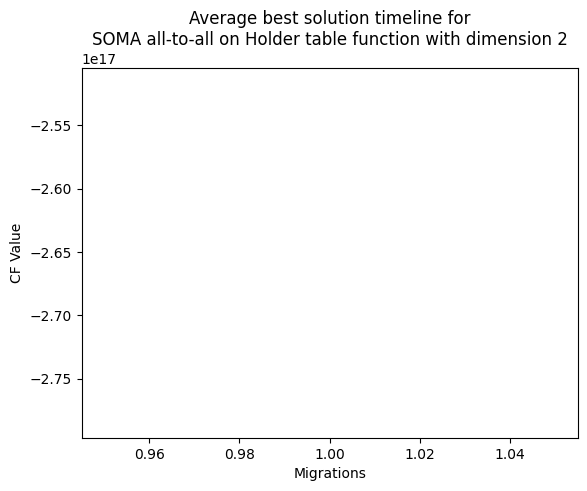 Average best solution timeline for
SOMA all-to-all on Holder table function with dimension 2
1e17
−2.55
−2.60
−2.65
−2.70
−2.75
CF Value
0.96 0.98 1.00 1.02 1.04
Migrations